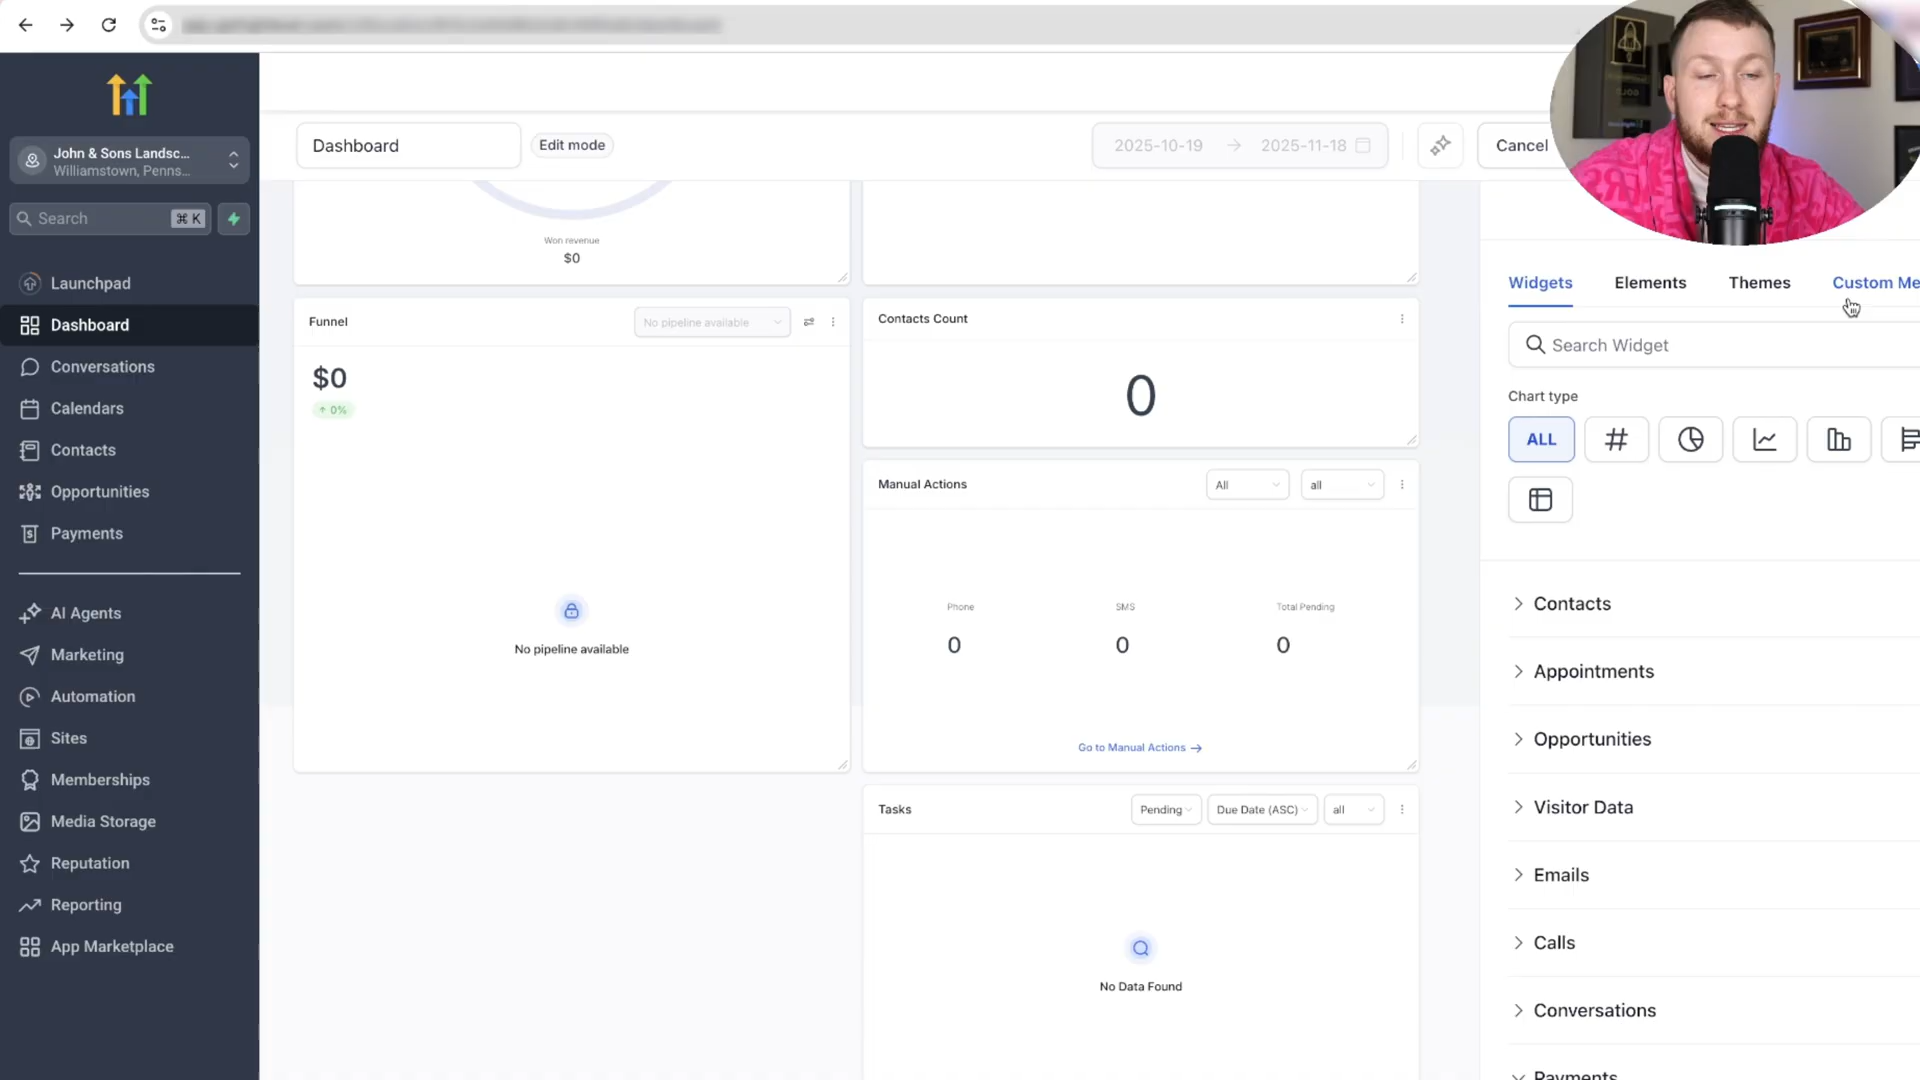 Dashboard
Edit mode
2025-10-19 → 2025-11-18
Cancel
John & Sons Landsc...
Williamstown, Penns...
Search
⌘ K
Launchpad
Dashboard
Conversations
Calendars
Contacts
Opportunities
Payments
AI Agents
Marketing
Automation
Sites
Memberships
Media Storage
Reputation
Reporting
App Marketplace
Won revenue
$0
Funnel
No pipeline available
$0
↑ 0%
No pipeline available
Contacts Count
0
Manual Actions
All
all
Phone
SMS
Total Pending
0
0
0
Go to Manual Actions →
Tasks
Pending
Due Date (ASC)
all
No Data Found
Widgets
Elements
Themes
Custom Me
Search Widget
Chart type
ALL
Contacts
Appointments
Opportunities
Visitor Data
Emails
Calls
Conversations
Payments